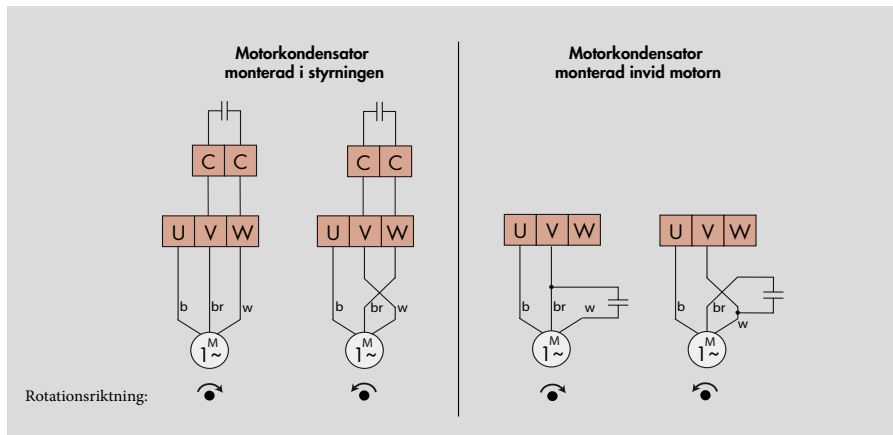 Motorkondensator
monterad i styrningen
Motorkondensator
monterad invid motorn
C C
C C
U V W
U V W
U V W
U V W
b br w
b br w
b br w
b br w
M
1~
M
1~
M
1~
M
1~
Rotationsriktning: